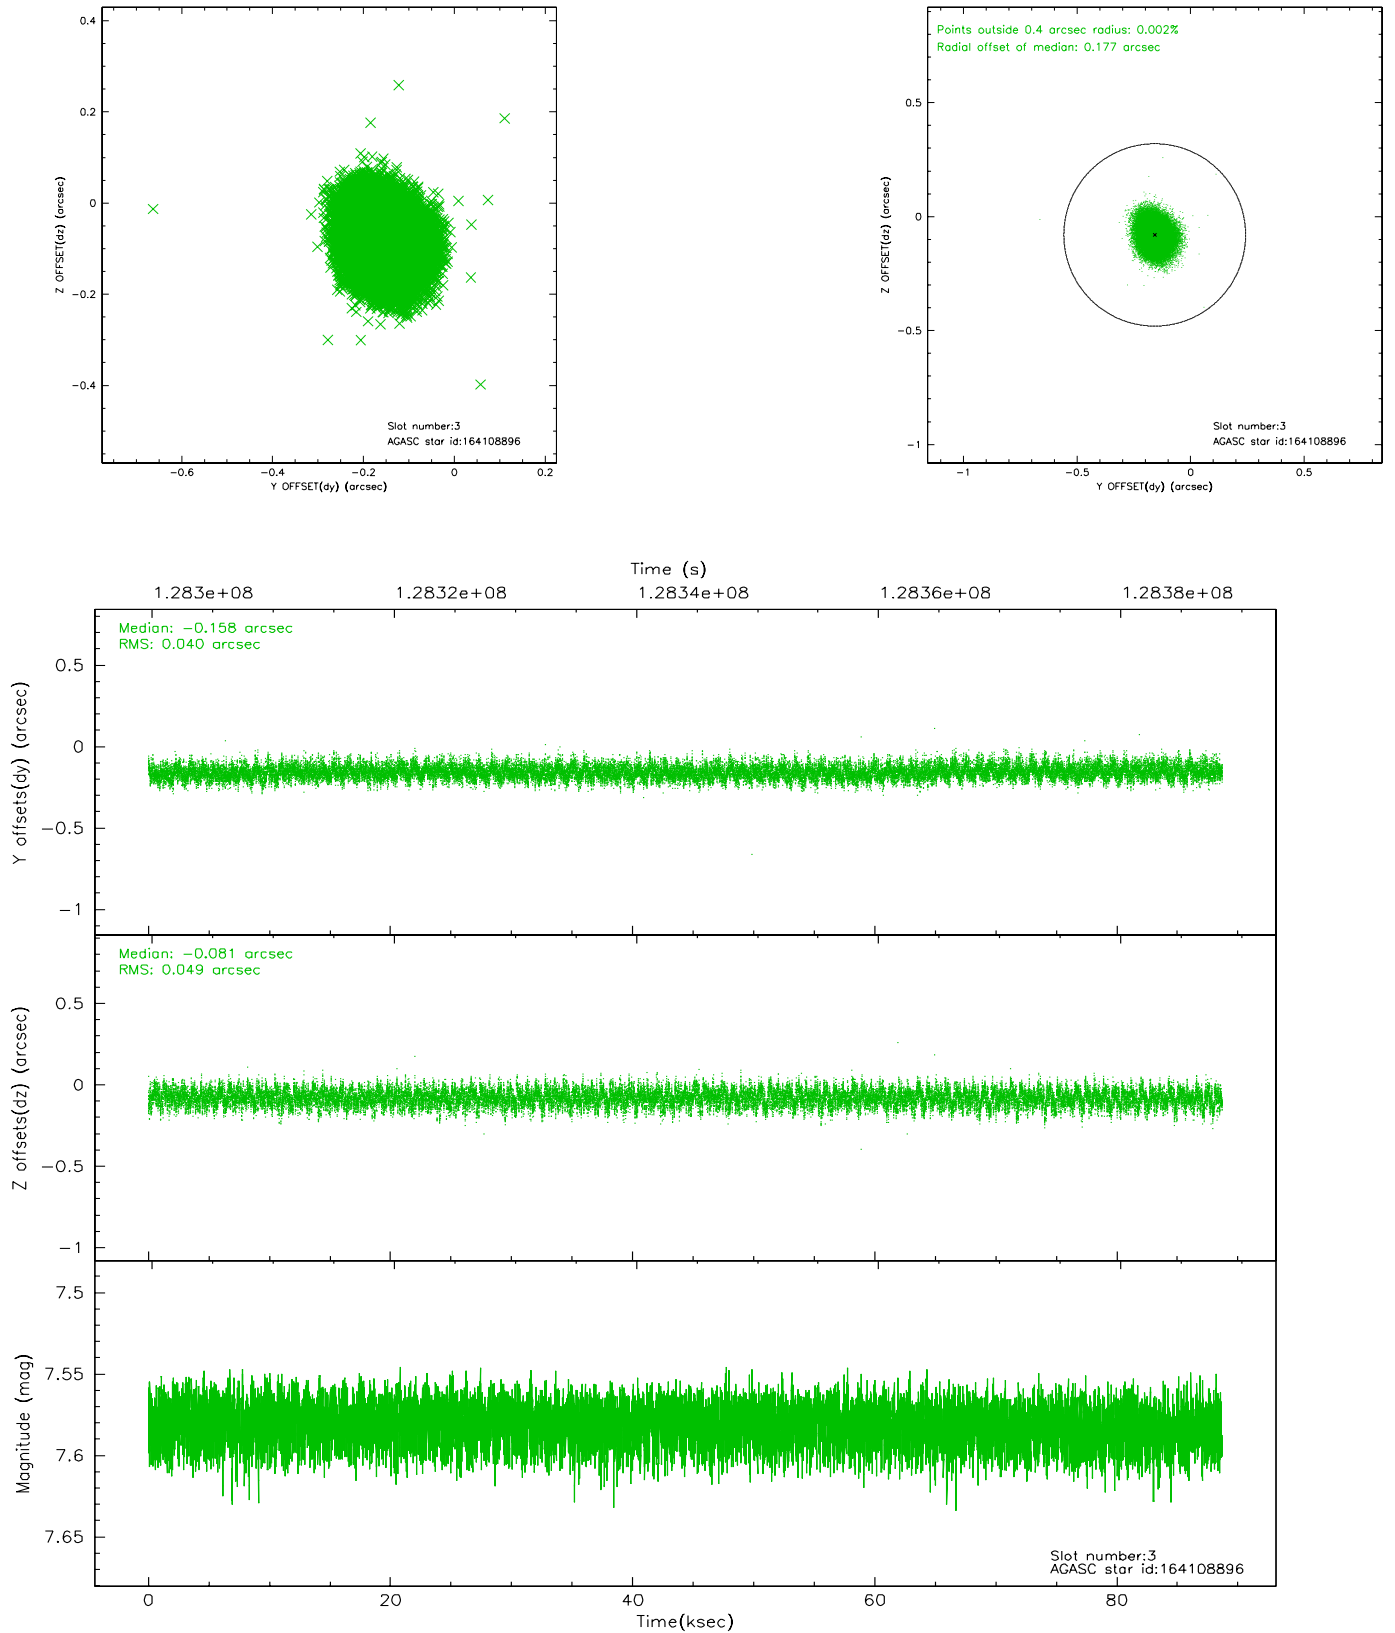 0.4
0.2
0
−0.2
−0.4
Z OFFSET(dz) (arcsec)
Slot number:3
AGASC star id:164108896
−0.6
−0.4
−0.2
0
0.2
Y OFFSET(dy) (arcsec)
Points outside 0.4 arcsec radius: 0.002%
Radial offset of median: 0.177 arcsec
0.5
0
−0.5
−1
Z OFFSET(dz) (arcsec)
Slot number:3
AGASC star id:164108896
−1
−0.5
0
0.5
Y OFFSET(dy) (arcsec)
Time (s)
1.283e+08
1.2832e+08
1.2834e+08
1.2836e+08
1.2838e+08
Median: −0.158 arcsec
RMS: 0.040 arcsec
0.5
0
−0.5
−1
Y offsets(dy) (arcsec)
Median: −0.081 arcsec
RMS: 0.049 arcsec
0.5
0
−0.5
−1
Z offsets(dz) (arcsec)
7.5
7.55
7.6
7.65
Magnitude (mag)
Slot number:3
AGASC star id:164108896
0
20
40
60
80
Time(ksec)